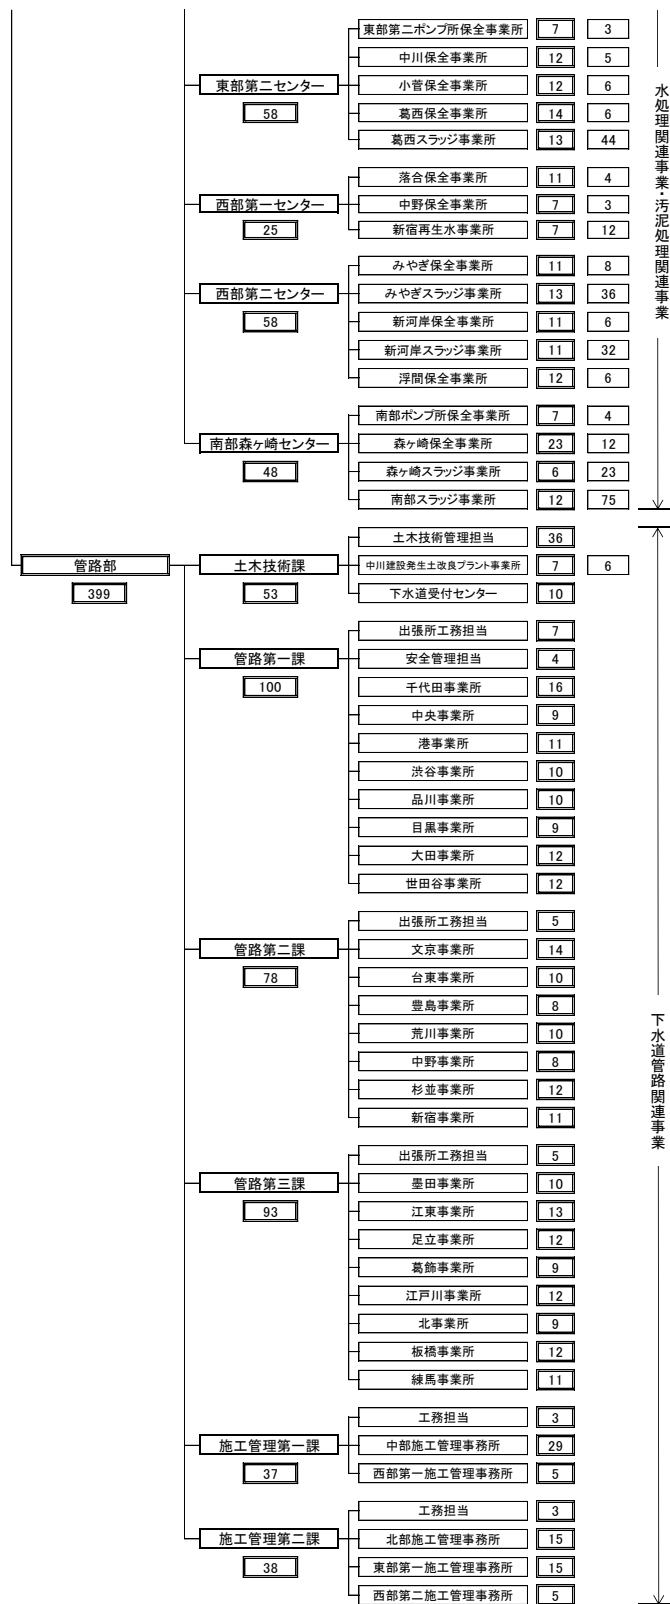 東部第二ポンプ所保全事業所 7 3
中川保全事業所 12 5
東部第二センター 小菅保全事業所 12 6
58 葛西保全事業所 14 6
葛西スラッジ事業所 13 44
落合保全事業所 11 4
西部第一センター 中野保全事業所 7 3
25 新宿再生水事業所 7 12
みやぎ保全事業所 11 8
西部第二センター みやぎスラッジ事業所 13 36
58 新河岸保全事業所 11 6
新河岸スラッジ事業所 11 32
浮間保全事業所 12 6
南部ポンプ所保全事業所 7 4
南部森ヶ崎センター 森ヶ崎保全事業所 23 12
48 森ヶ崎スラッジ事業所 6 23
南部スラッジ事業所 12 75
水処理関連事業・汚泥処理関連事業
土木技術管理担当 36
管路部 土木技術課 中川建設発生土改良プラント事業所 7 6
399 53 下水道受付センター 10
出張所工務担当 7
管路第一課 安全管理担当 4
100 千代田事業所 16
中央事業所 9
港事業所 11
渋谷事業所 10
品川事業所 10
目黒事業所 9
大田事業所 12
世田谷事業所 12
出張所工務担当 5
管路第二課 文京事業所 14
78 台東事業所 10
豊島事業所 8
荒川事業所 10
中野事業所 8
杉並事業所 12
新宿事業所 11
出張所工務担当 5
管路第三課 墨田事業所 10
93 江東事業所 13
足立事業所 12
葛飾事業所 9
江戸川事業所 12
北事業所 9
板橋事業所 12
練馬事業所 11
工務担当 3
施工管理第一課 中部施工管理事務所 29
37 西部第一施工管理事務所 5
工務担当 3
施工管理第二課 北部施工管理事務所 15
38 東部第一施工管理事務所 15
西部第二施工管理事務所 5
下水道管路関連事業